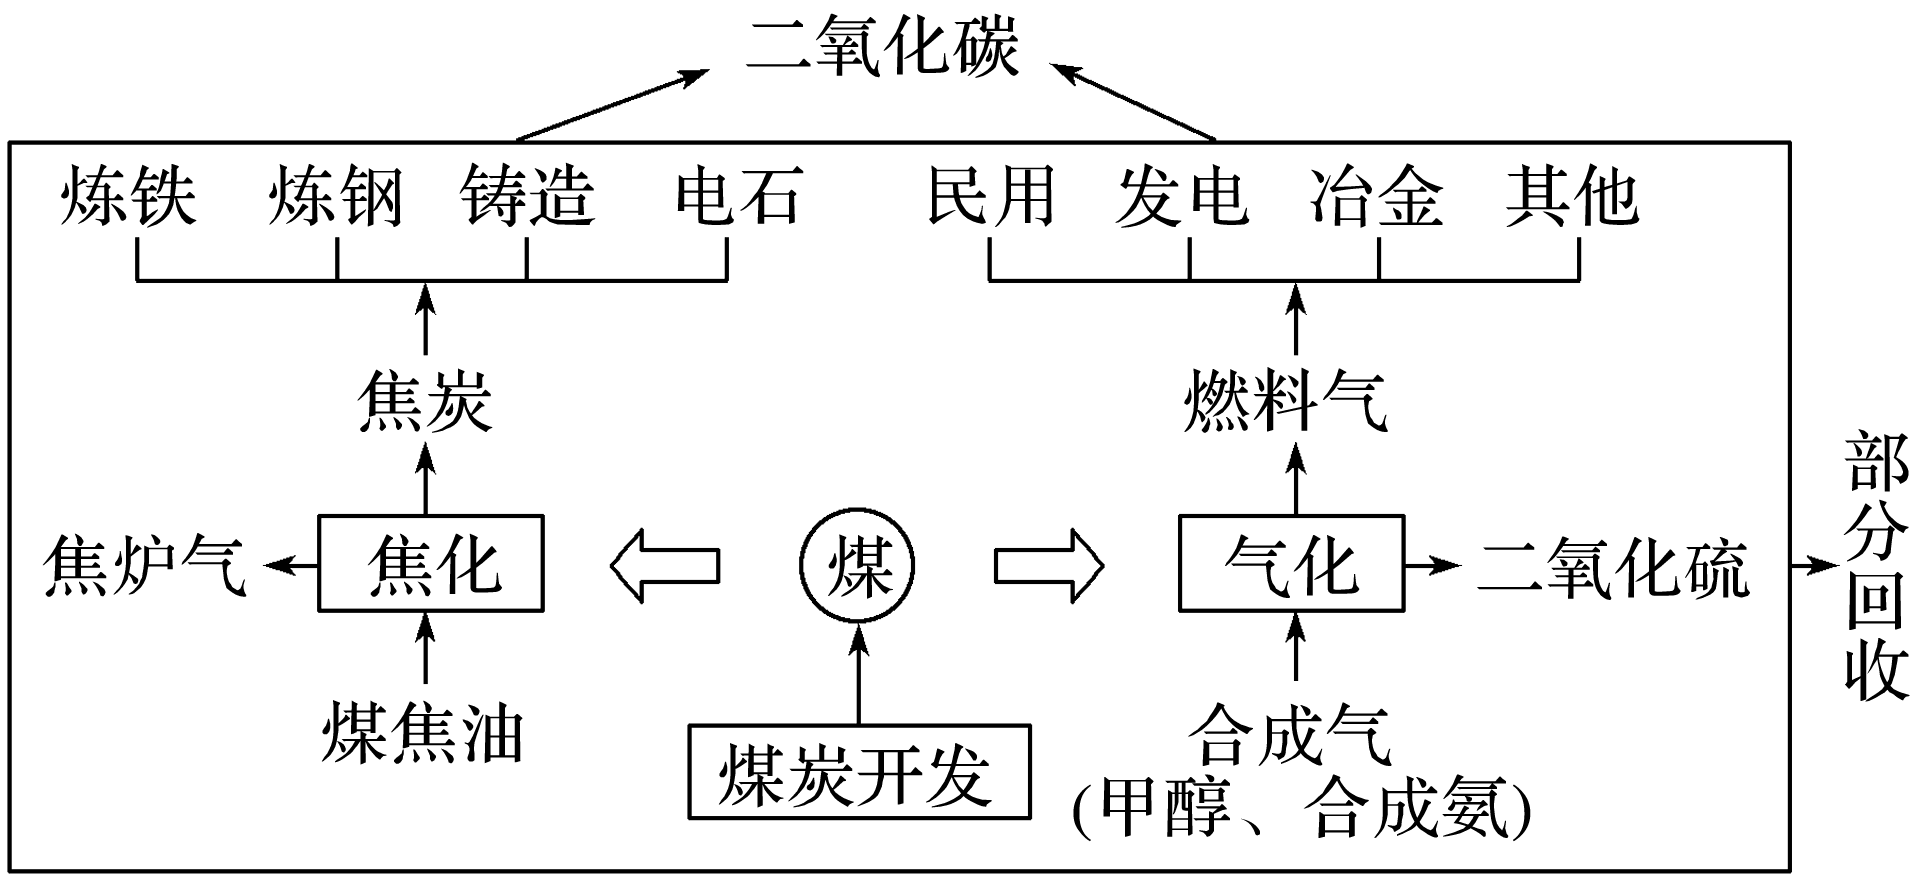 二氧化碳
炼铁 炼钢 铸造 电石 民用 发电 冶金 其他
焦炭 燃料气
焦炉气 焦化 煤 气化 二氧化硫 部分回收
煤焦油 合成气
煤炭开发 (甲醇、合成氨)